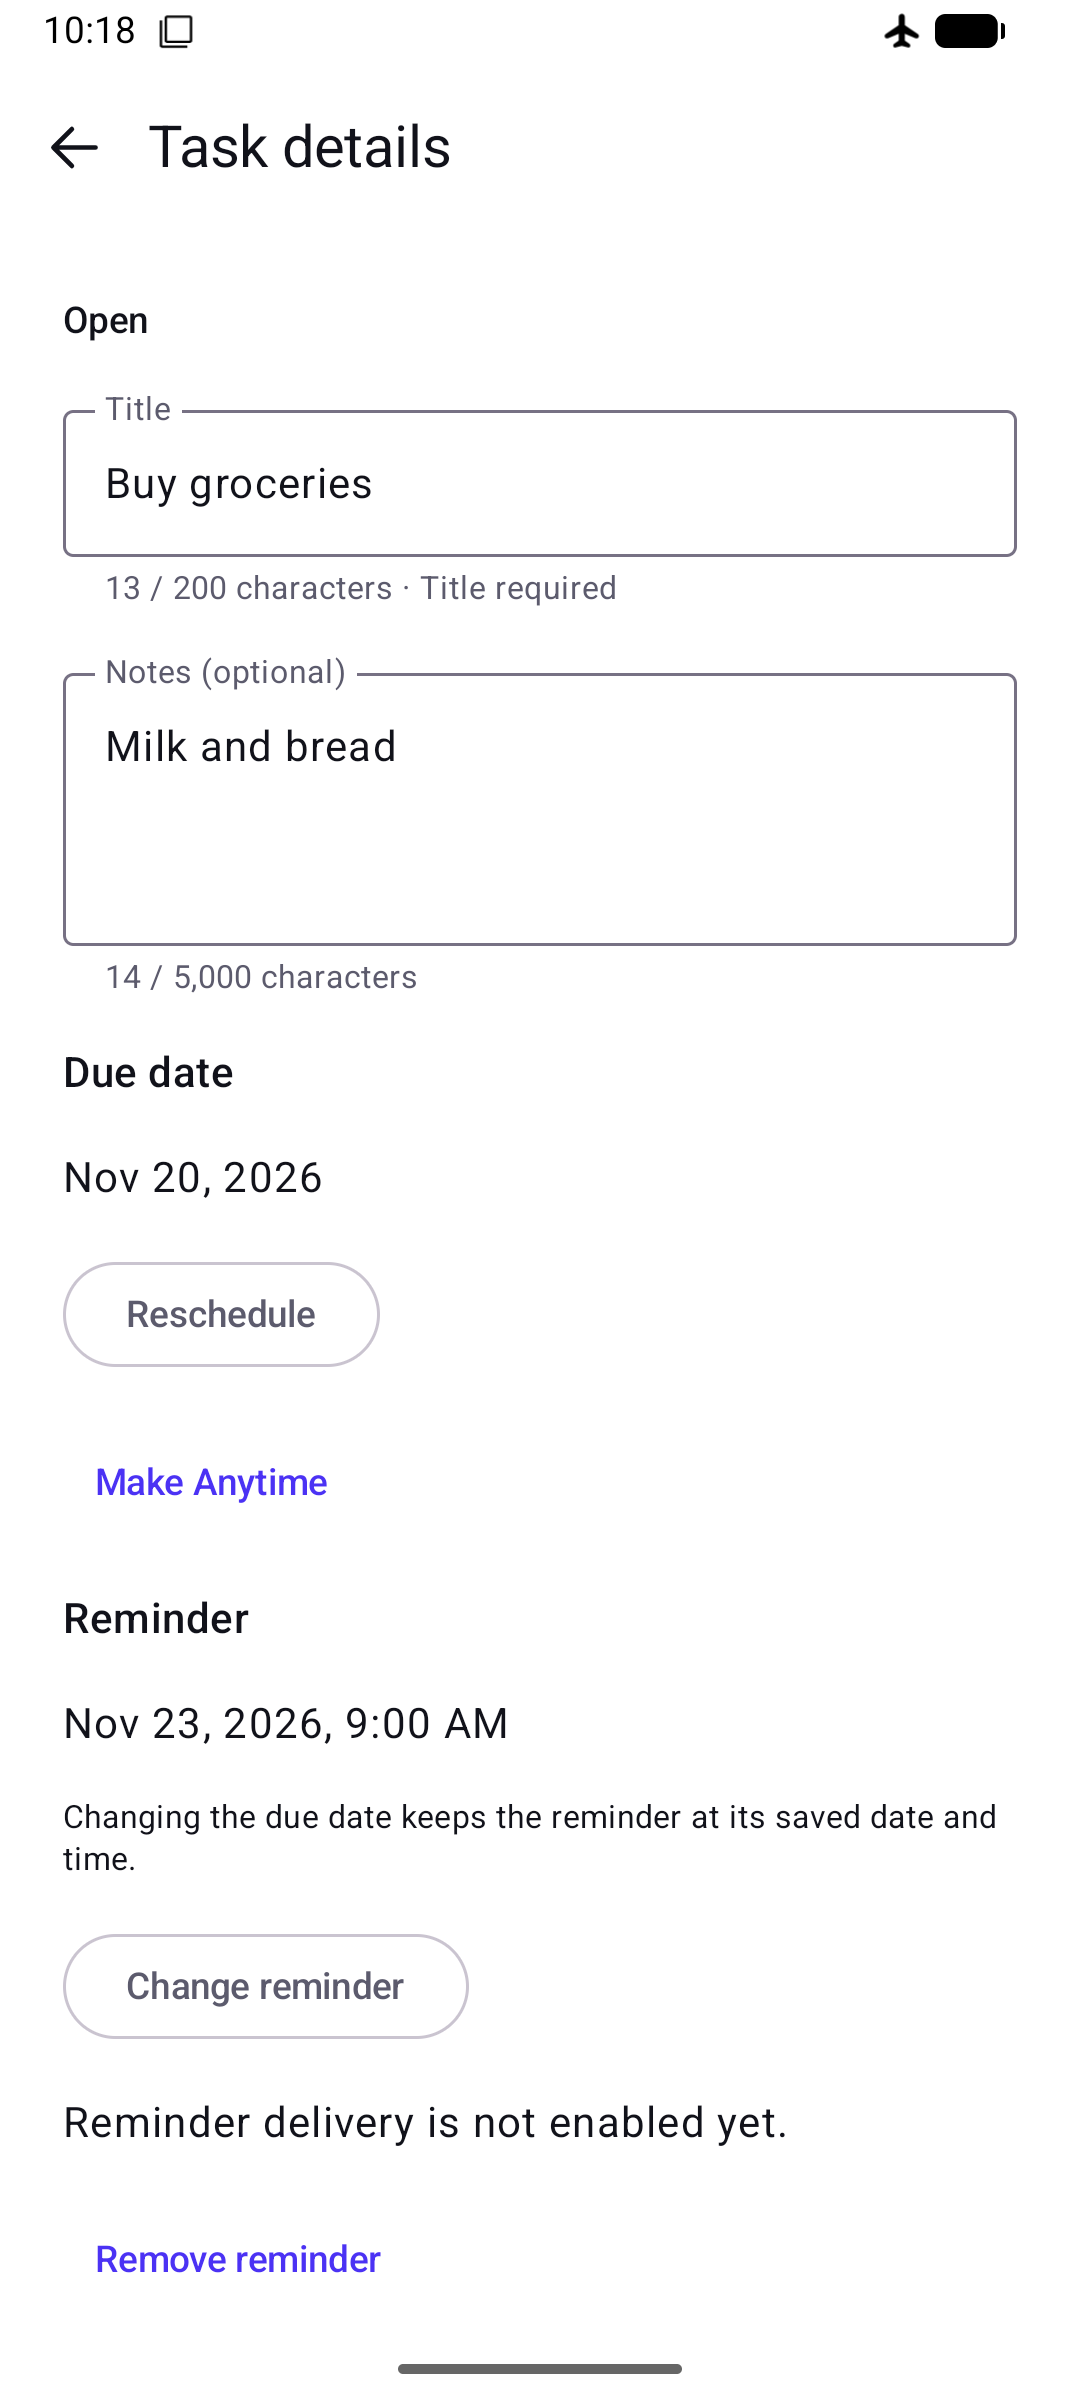 10:18
Task details
Open
Title
Buy groceries
13 / 200 characters · Title required
Notes (optional)
Milk and bread
14 / 5,000 characters
Due date
Nov 20, 2026
Reschedule
Make Anytime
Reminder
Nov 23, 2026, 9:00 AM
Changing the due date keeps the reminder at its saved date and
time.
Change reminder
Reminder delivery is not enabled yet.
Remove reminder